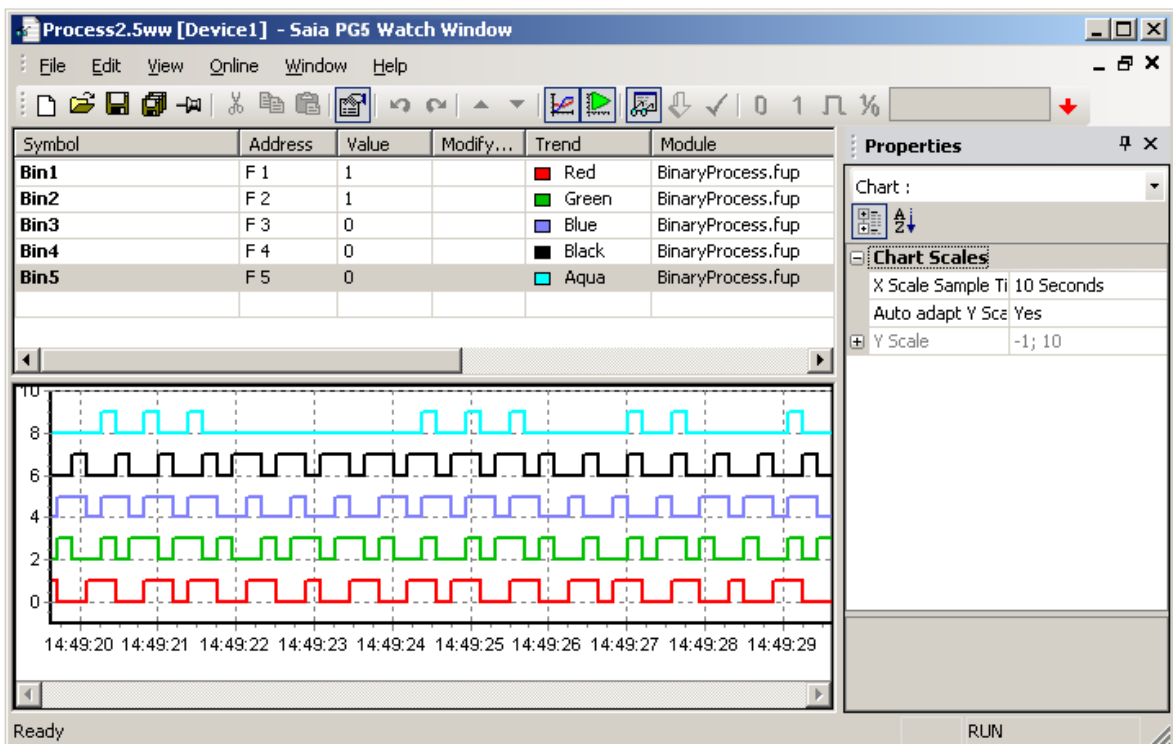 Process2.5ww [Device1] - Saia PG5 Watch Window
File Edit View Online Window Help
0 1 %
Symbol Address Value Modify... Trend Module
Bin1 F 1 1 Red BinaryProcess.fup
Bin2 F 2 1 Green BinaryProcess.fup
Bin3 F 3 0 Blue BinaryProcess.fup
Bin4 F 4 0 Black BinaryProcess.fup
Bin5 F 5 0 Aqua BinaryProcess.fup
Properties
Chart :
A
Z
Chart Scales
X Scale Sample Ti 10 Seconds
Auto adapt Y Sca Yes
Y Scale -1; 10
10
8
6
4
2
0
14:49:20 14:49:21 14:49:22 14:49:23 14:49:24 14:49:25 14:49:26 14:49:27 14:49:28 14:49:29
Ready RUN